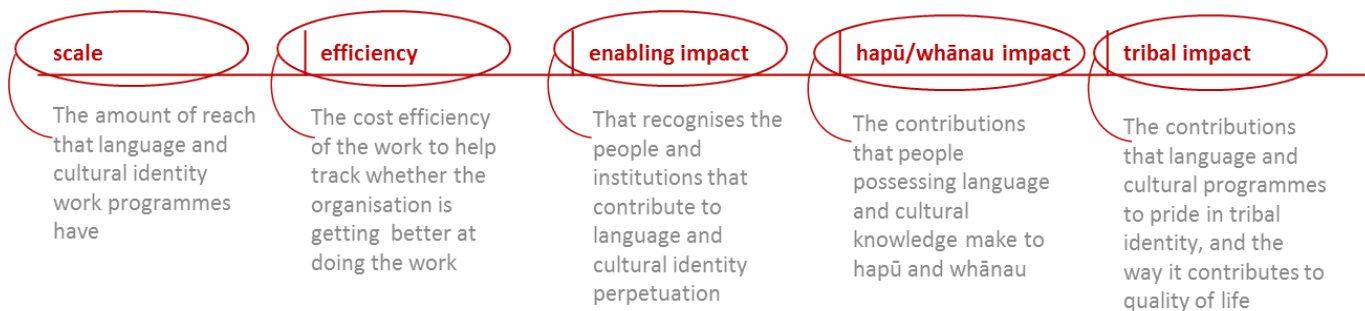 scale
The amount of reach
that language and
cultural identity
work programmes
have
efficiency
The cost efficiency
of the work to help
track whether the
organisation is
getting better at
doing the work
enabling impact
That recognises the
people and
institutions that
contribute to
language and
cultural identity
perpetuation
hapū/whānau impact
The contributions
that people
possessing language
and cultural
knowledge make to
hapū and whānau
tribal impact
The contributions
that language and
cultural programmes
to pride in tribal
identity, and the
way it contributes to
quality of life